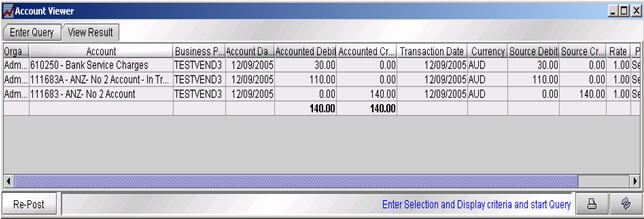 Account Viewer
Enter Query View Result
Orga... Account Business P... Account Da... Accounted Debit Accounted Cr... Transaction Date Currency Source Debit Source Cr... Rate P
Adm... 610250 - Bank Service Charges TESTVEND3 12/09/2005 30.00 0.00 12/09/2005 AUD 30.00 0.00 1.00 Se
Adm... 111683A - ANZ- No 2 Account - In Tr... TESTVEND3 12/09/2005 110.00 0.00 12/09/2005 AUD 110.00 0.00 1.00 Se
Adm... 111683 - ANZ- No 2 Account TESTVEND3 12/09/2005 0.00 140.00 12/09/2005 AUD 0.00 140.00 1.00 Se
140.00 140.00
Re-Post Enter Selection and Display criteria and start Query